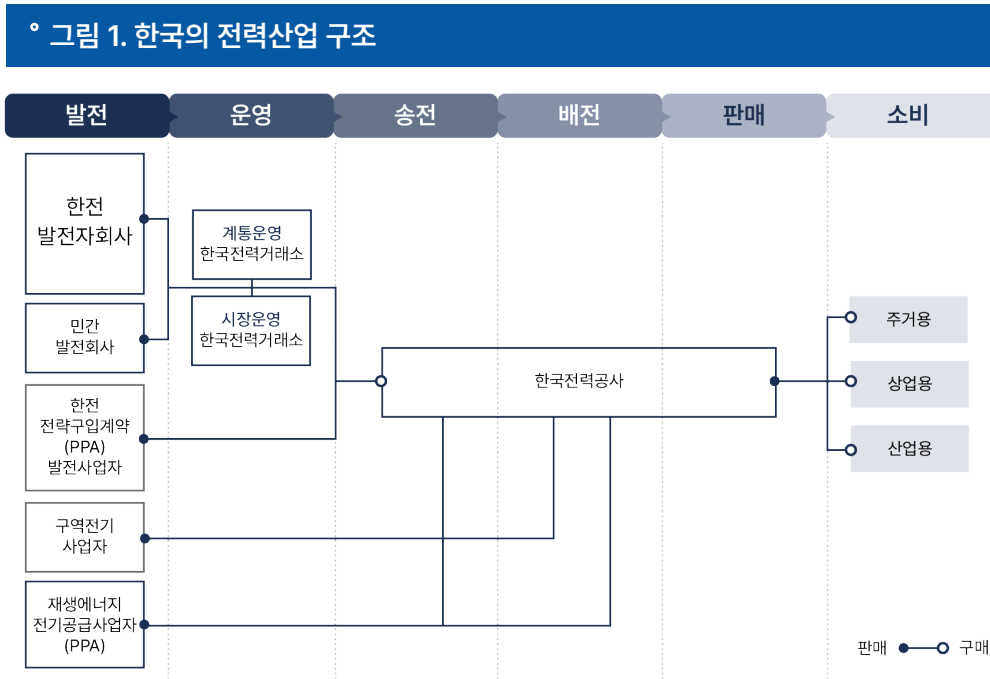 그림 1. 한국의 전력산업 구조
발전
운영
송전
배전
판매
소비
한전
발전자회사
민간
발전회사
한전
전략구입계약
(PPA)
발전사업자
구역전기
사업자
재생에너지
전기공급사업자
(PPA)
계통운영
한국전력거래소
시장운영
한국전력거래소
한국전력공사
주거용
상업용
산업용
판매
구매